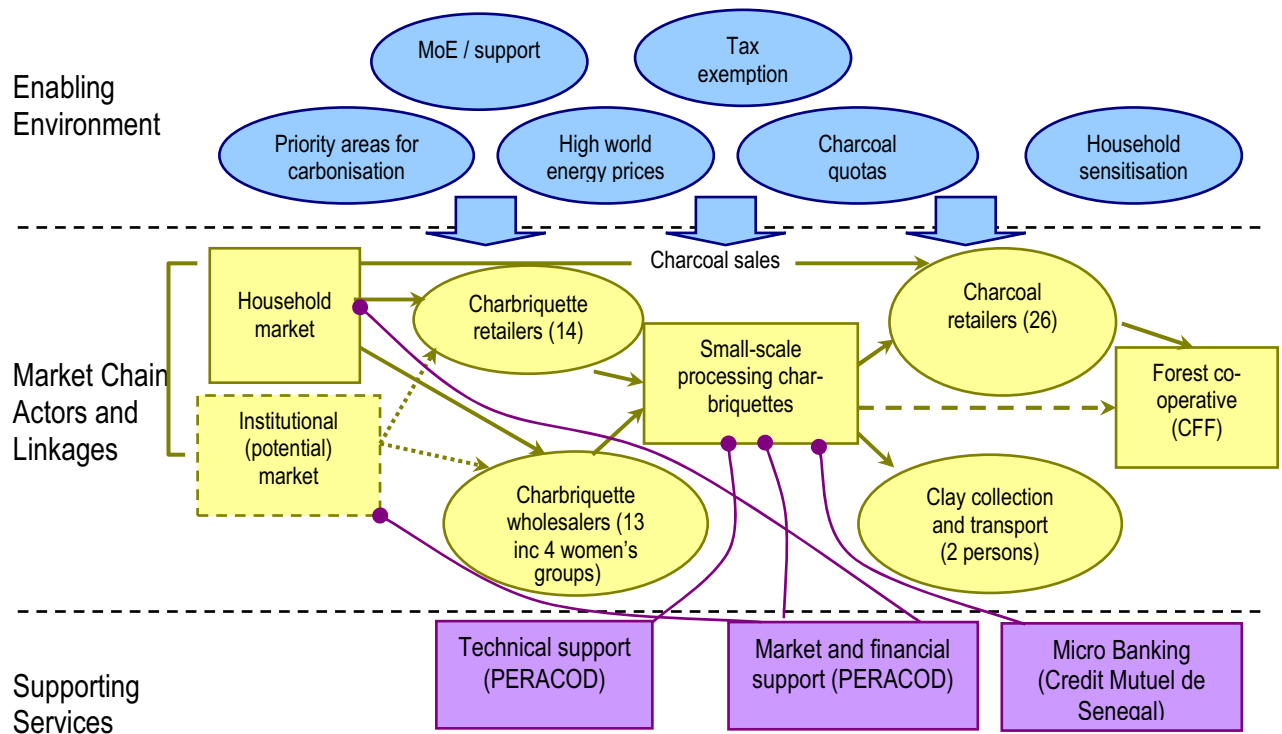 MoE / support
Tax
exemption
Enabling
Environment
Priority areas for
carbonisation
High world
energy prices
Charcoal
quotas
Household
sensitisation
Charcoal sales
Household
market
Charbriquette
retailers (14)
Charcoal
retailers (26)
Small-scale
processing char-
briquettes
Forest co-
operative
(CFF)
Market Chain
Actors and
Linkages
Institutional
(potential)
market
Charbriquette
wholesalers (13
inc 4 women's
groups)
Clay collection
and transport
(2 persons)
Technical support
(PERACOD)
Market and financial
support (PERACOD)
Micro Banking
(Credit Mutuel de
Senegal)
Supporting
Services